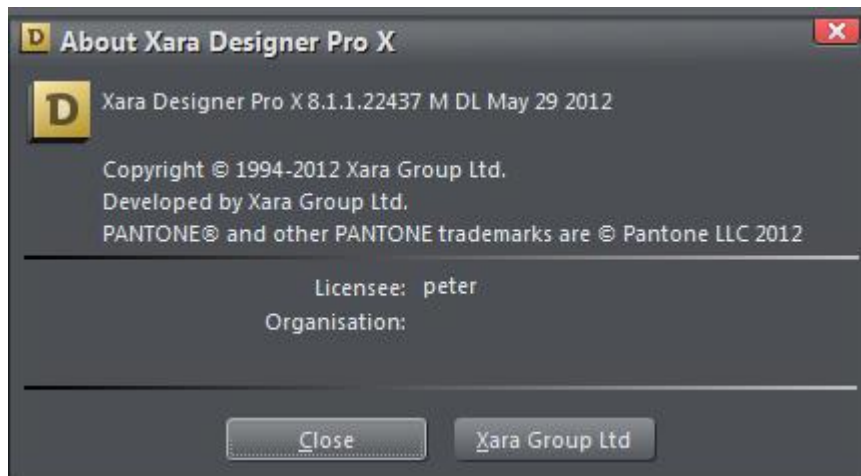 D About Xara Designer Pro X
D
Xara Designer Pro X 8.1.1.22437 M DL May 29 2012
Copyright © 1994-2012 Xara Group Ltd.
Developed by Xara Group Ltd.
PANTONE® and other PANTONE trademarks are © Pantone LLC 2012
Licensee: peter
Organisation:
Close Xara Group Ltd